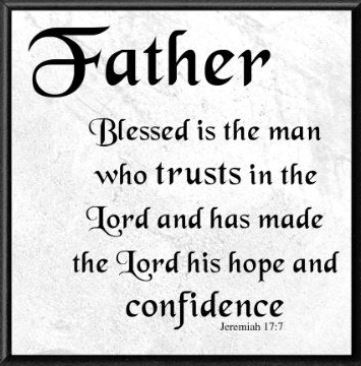 Father
Blessed is the man
who trusts in the
Lord and has made
the Lord his hope and
confidence
Jeremiah 17:7